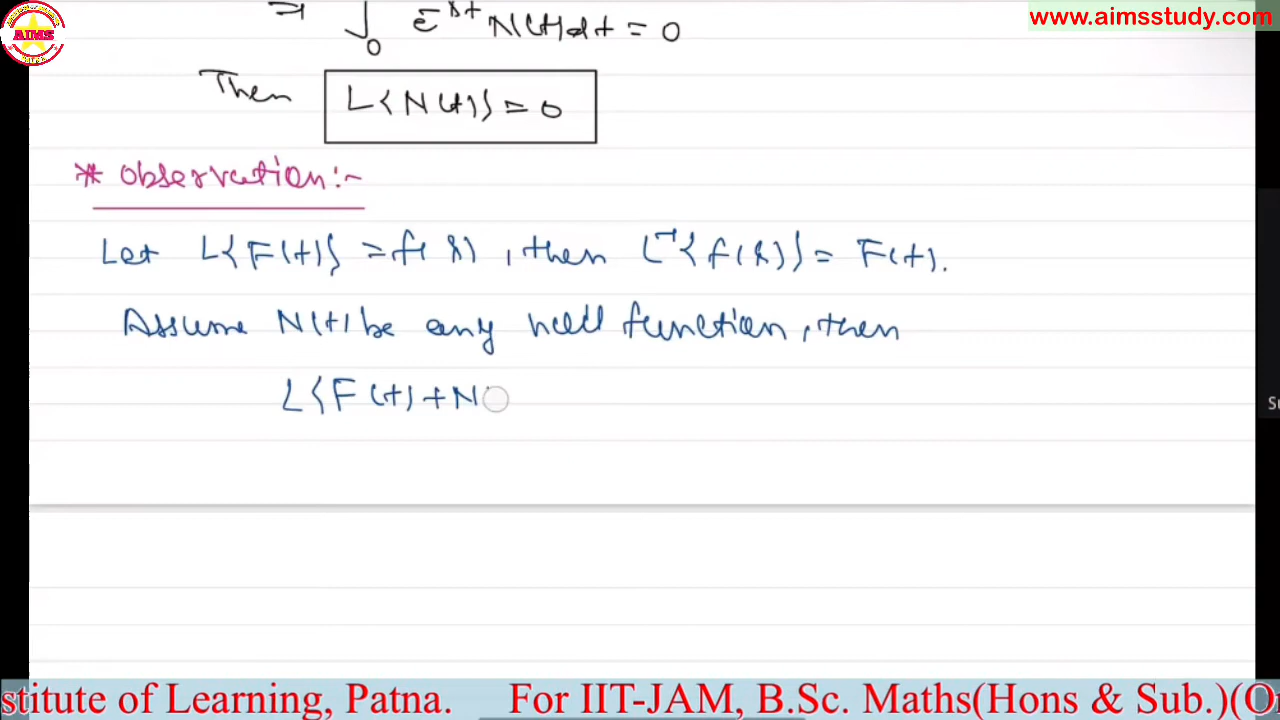 www.aimsstudy.com
AIMS
⇒ ∫₀ e^{-st} N(t)dt = 0
Then L{N(t)} = 0
* Observation:-
Let L{F(t)} = f(s), then L⁻¹{f(s)} = F(t).
Assume N(t) be any null function, then
L{F(t)+N
stitute of Learning, Patna. For IIT-JAM, B.Sc. Maths(Hons & Sub.)(O